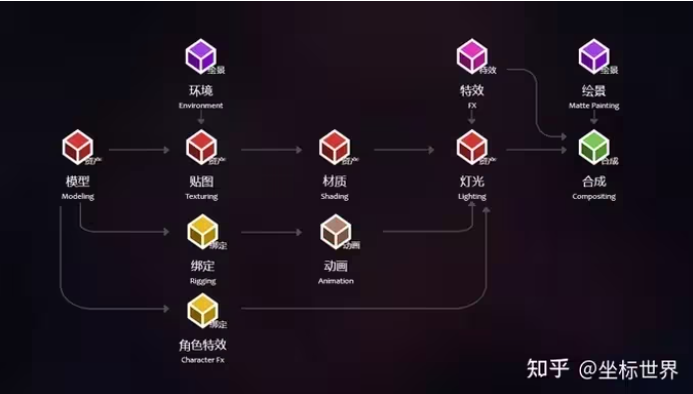 绘景
环境
Environment
特效
特效
FX
绘景
绘景
Matte Painting
资产
模型
Modeling
资产
贴图
Texturing
资产
材质
Shading
资产
灯光
Lighting
合成
合成
Compositing
绑定
绑定
Rigging
动画
动画
Animation
绑定
角色特效
Character Fx
知乎 @坐标世界